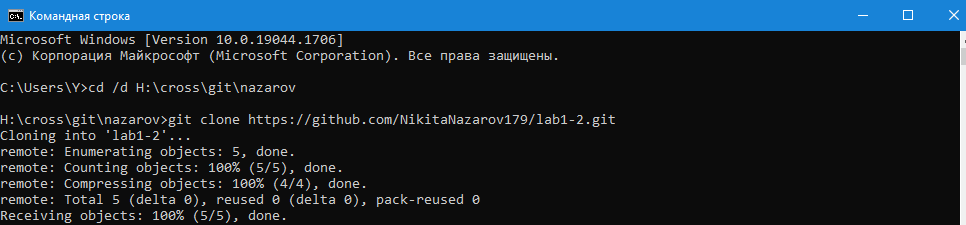 Командная строка
Microsoft Windows [Version 10.0.19044.1706]
(c) Корпорация Майкрософт (Microsoft Corporation). Все права защищены.
C:\Users\Y>cd /d H:\cross\git\nazarov
H:\cross\git\nazarov>git clone https://github.com/NikitaNazarov179/lab1-2.git
Cloning into 'lab1-2'...
remote: Enumerating objects: 5, done.
remote: Counting objects: 100% (5/5), done.
remote: Compressing objects: 100% (4/4), done.
remote: Total 5 (delta 0), reused 0 (delta 0), pack-reused 0
Receiving objects: 100% (5/5), done.